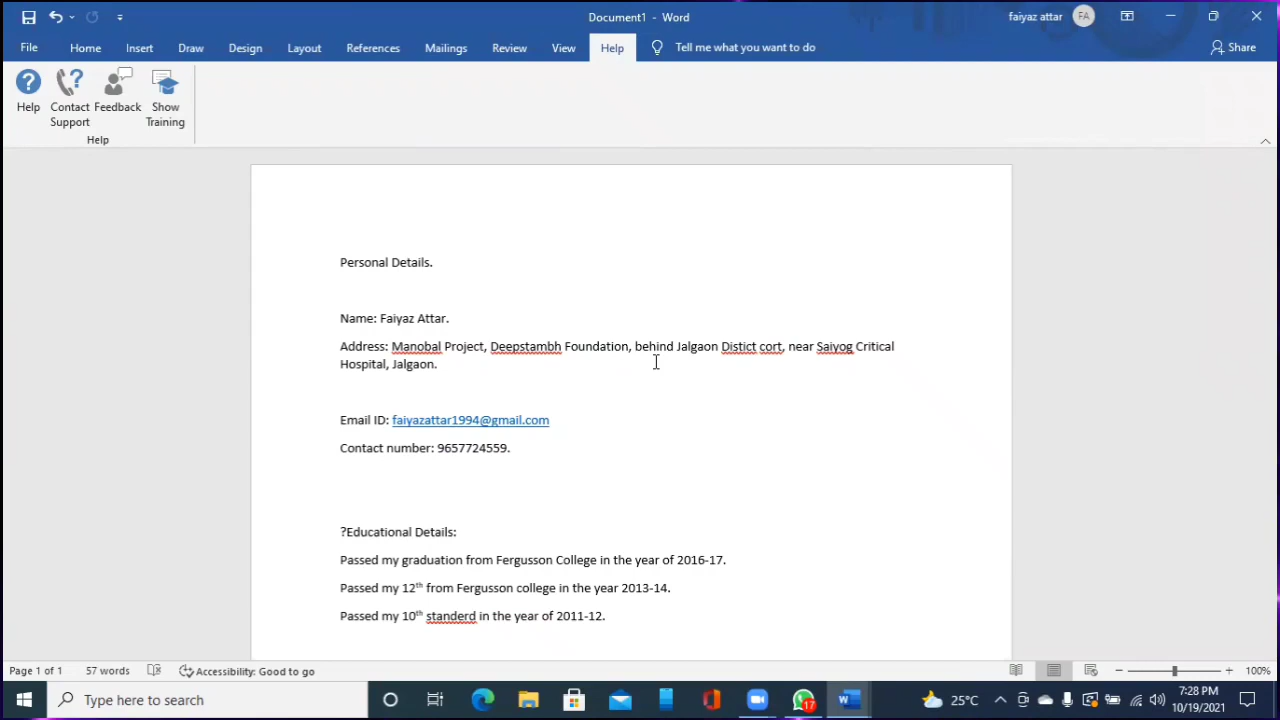 Document1 - Word
faiyaz attar FA
File Home Insert Draw Design Layout References Mailings Review View Help Tell me what you want to do Share
Help Contact Support Feedback Show Training
Help
Personal Details.
Name: Faiyaz Attar.
Address: Manobal Project, Deepstambh Foundation, behind Jalgaon Distict cort, near Saiyog Critical
Hospital, Jalgaon.
Email ID: faiyazattar1994@gmail.com
Contact number: 9657724559.
?Educational Details:
Passed my graduation from Fergusson College in the year of 2016-17.
Passed my 12th from Fergusson college in the year 2013-14.
Passed my 10th standerd in the year of 2011-12.
Page 1 of 1 57 words Accessibility: Good to go 100%
Type here to search 17 25°C 7:28 PM
10/19/2021